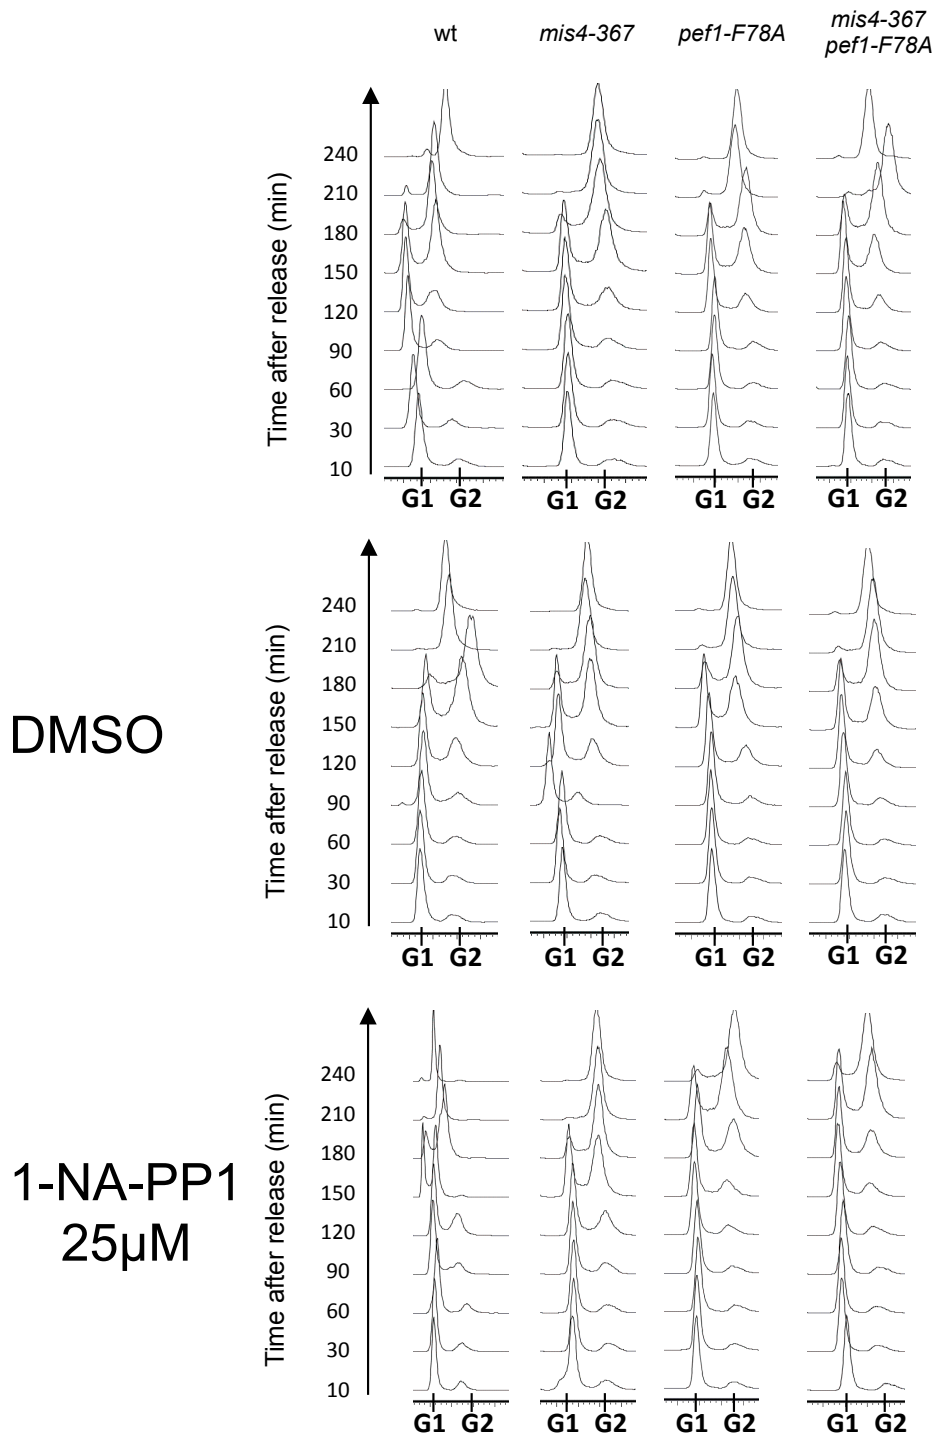 wt
mis4-367
pef1-F78A
mis4-367
pef1-F78A
Time after release (min)
240
210
180
150
120
90
60
30
10
G1 G2
G1 G2
G1 G2
G1 G2
DMSO
Time after release (min)
240
210
180
150
120
90
60
30
10
G1 G2
G1 G2
G1 G2
G1 G2
1-NA-PP1
25µM
Time after release (min)
240
210
180
150
120
90
60
30
10
G1 G2
G1 G2
G1 G2
G1 G2